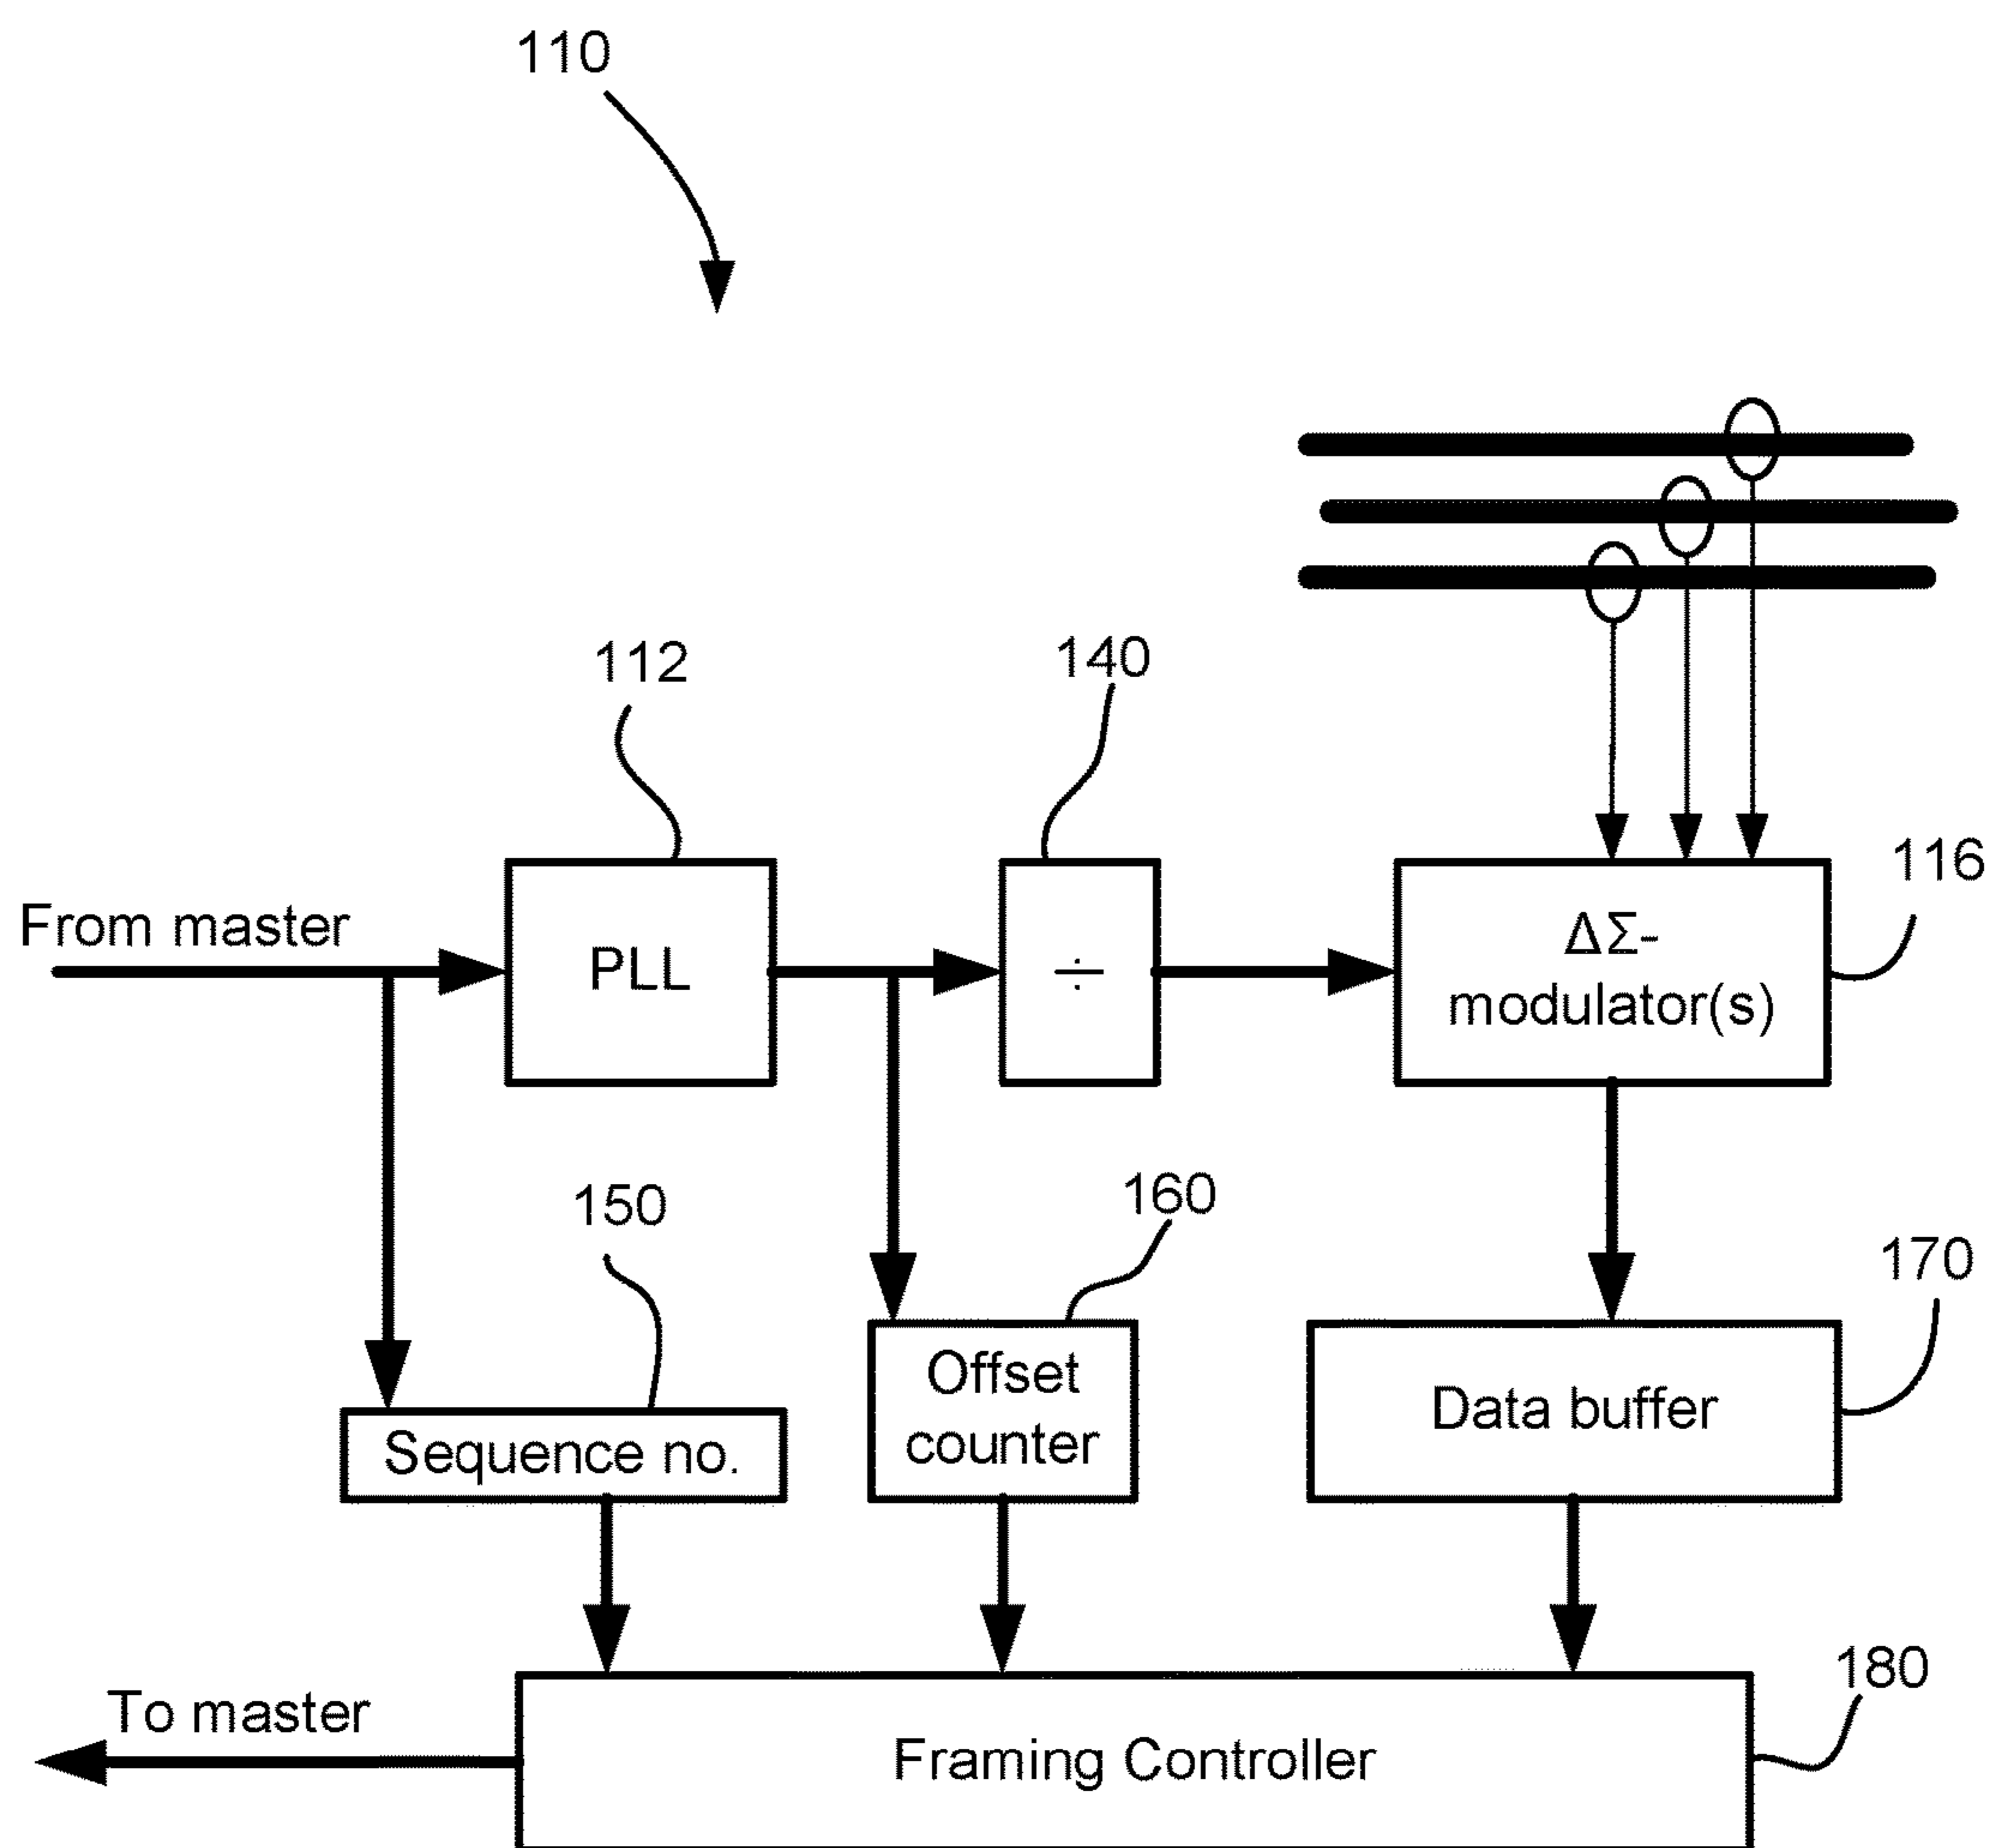 110
112
140
116
From master
PLL
÷
ΔΣ-
modulator(s)
150
160
170
Sequence no.
Offset
counter
Data buffer
180
To master
Framing Controller